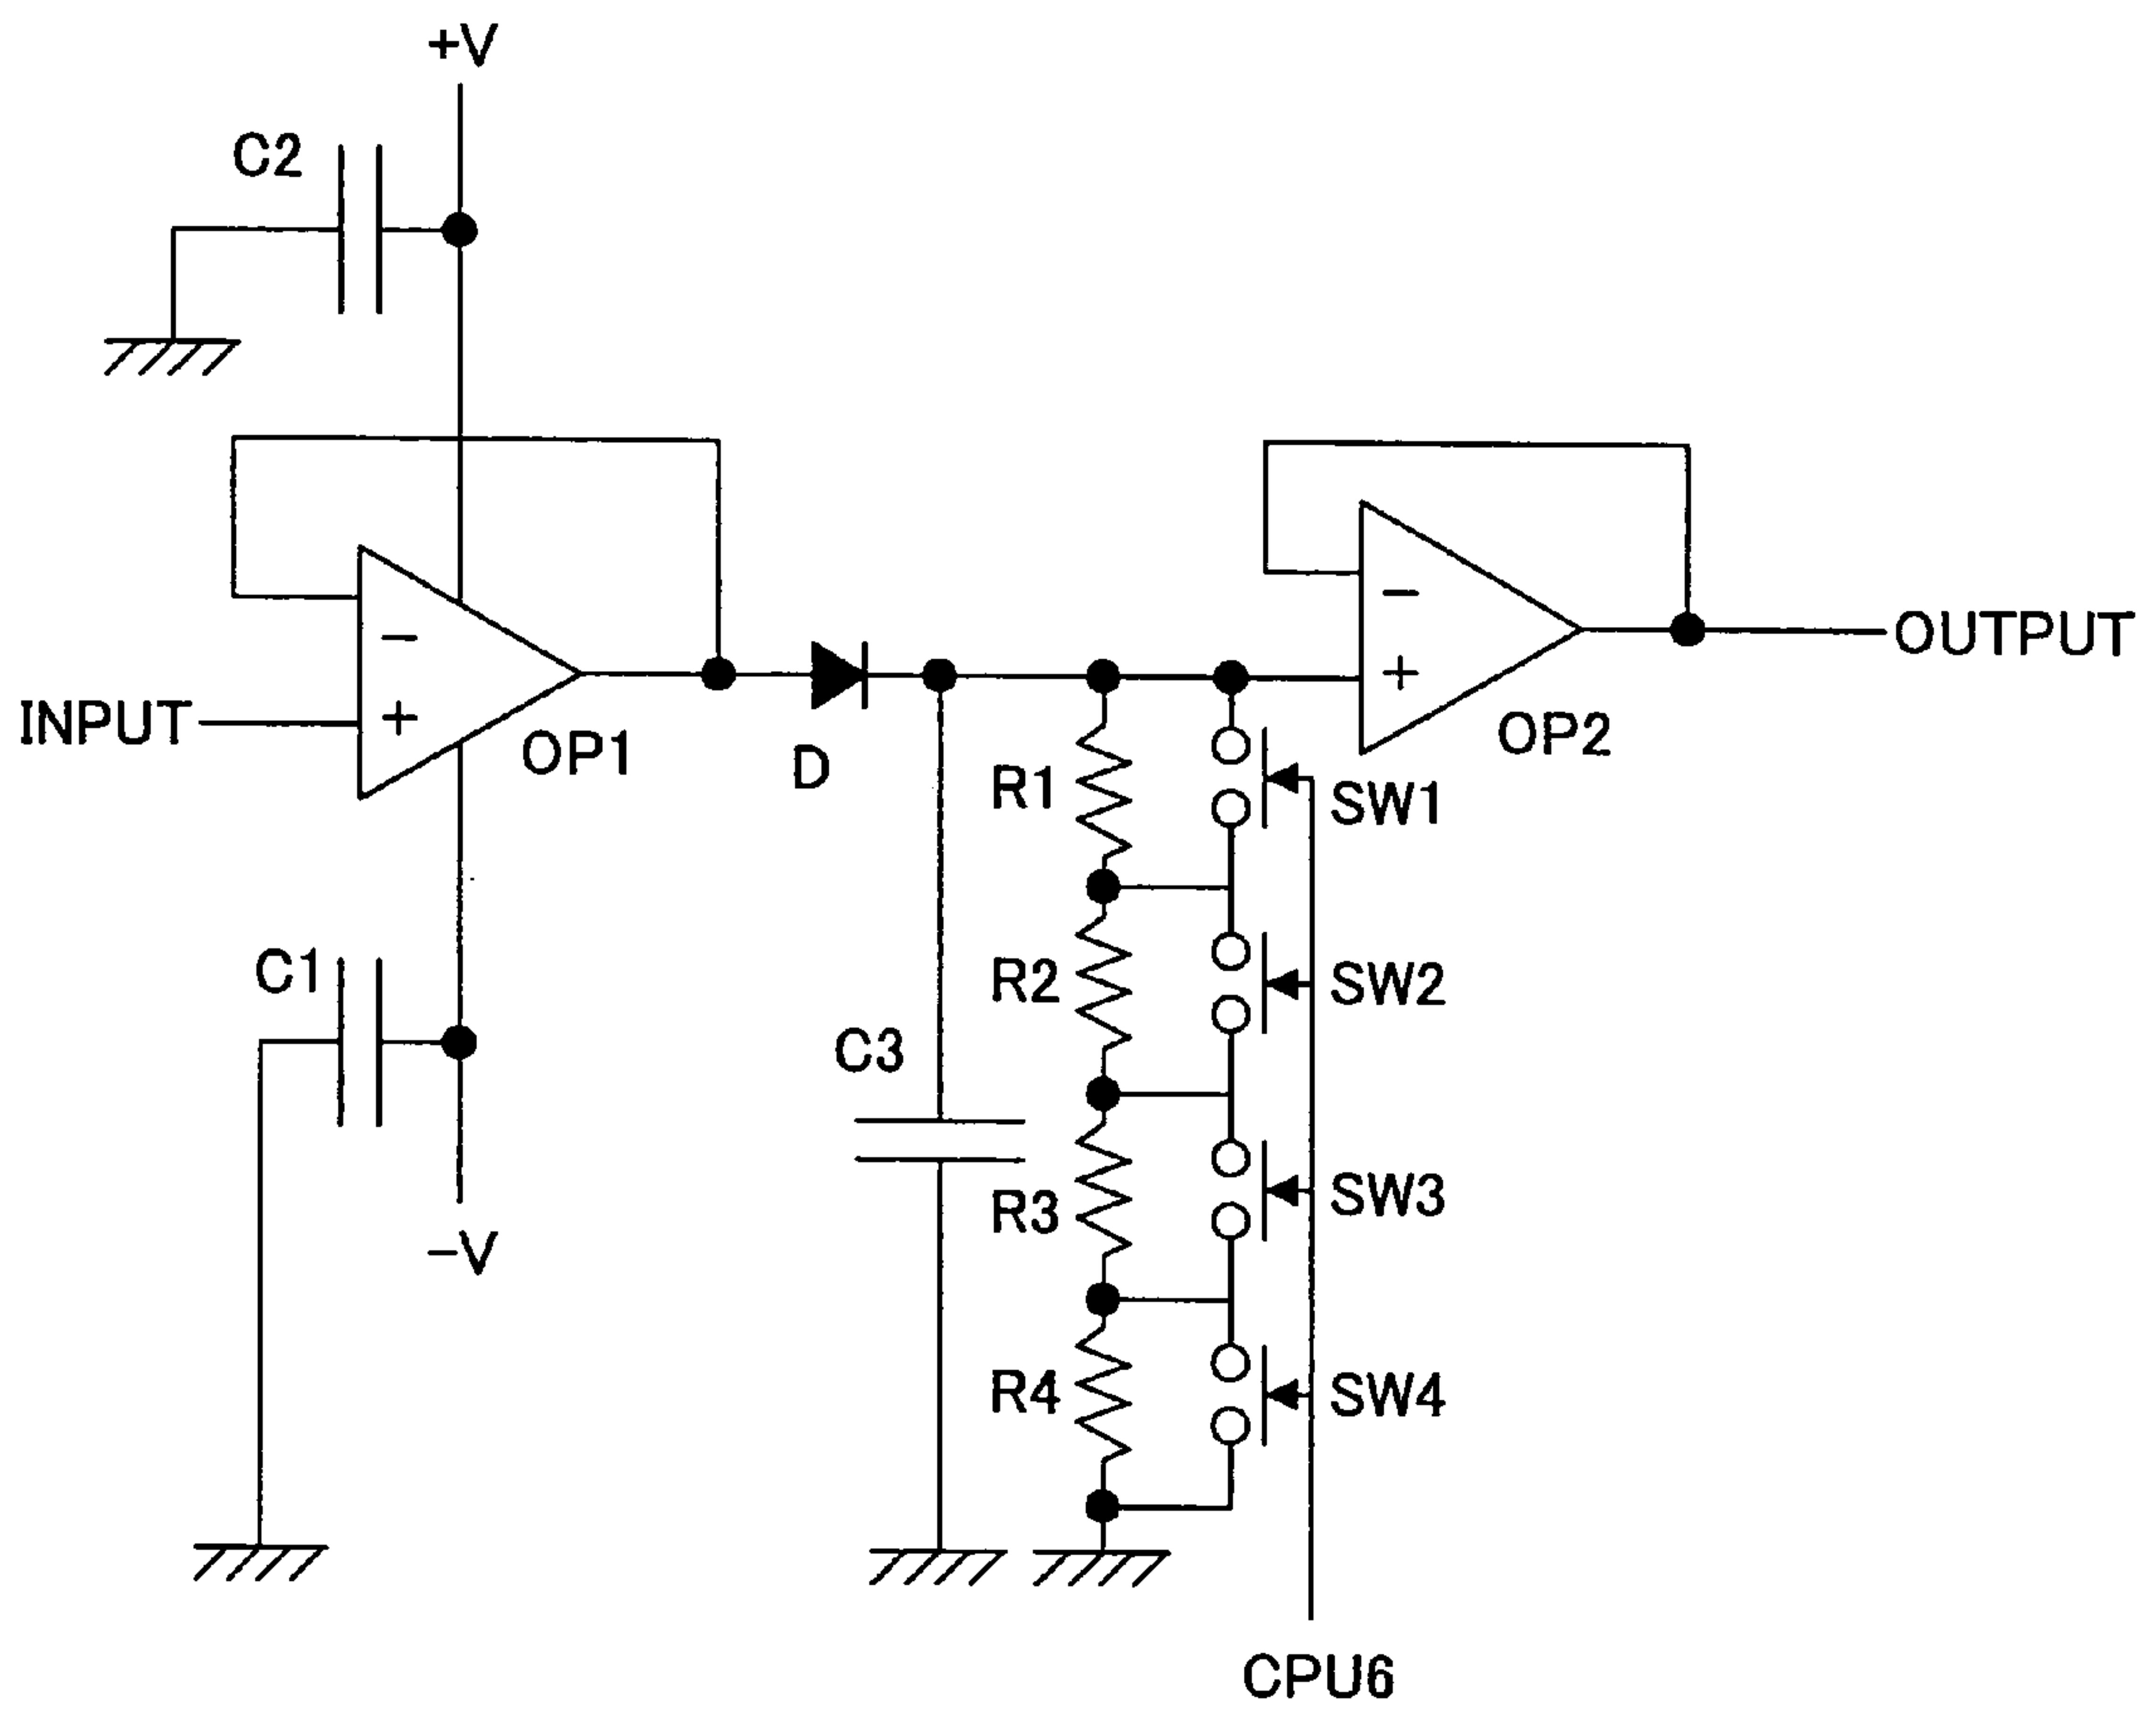 +V
C2
−
+
INPUT
OP1
D
−
+
OP2
OUTPUT
R1
SW1
C1
R2
SW2
C3
R3
SW3
−V
R4
SW4
CPU6